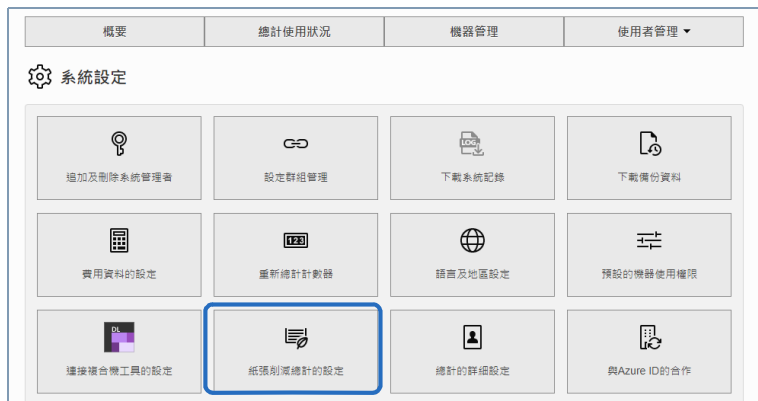 概要
總計使用狀況
機器管理
使用者管理 ▼
系統設定
追加及刪除系統管理者
設定群組管理
LOG
下載系統記錄
下載備份資料
費用資料的設定
123
重新總計計數器
語言及地區設定
預設的機器使用權限
DL
連接複合機工具的設定
紙張削減總計的設定
總計的詳細設定
與Azure ID的合作